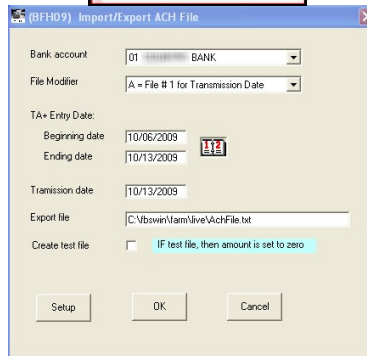 (BFH09) Import/Export ACH File
Bank account
01 BANK
File Modifier
A = File # 1 for Transmission Date
TA+ Entry Date:
Beginning date
10/06/2009
Ending date
10/13/2009
Tramission date
10/13/2009
Export file
C:\fbswin\farm\live\AchFile.txt
Create test file
IF test file, then amount is set to zero
Setup
OK
Cancel